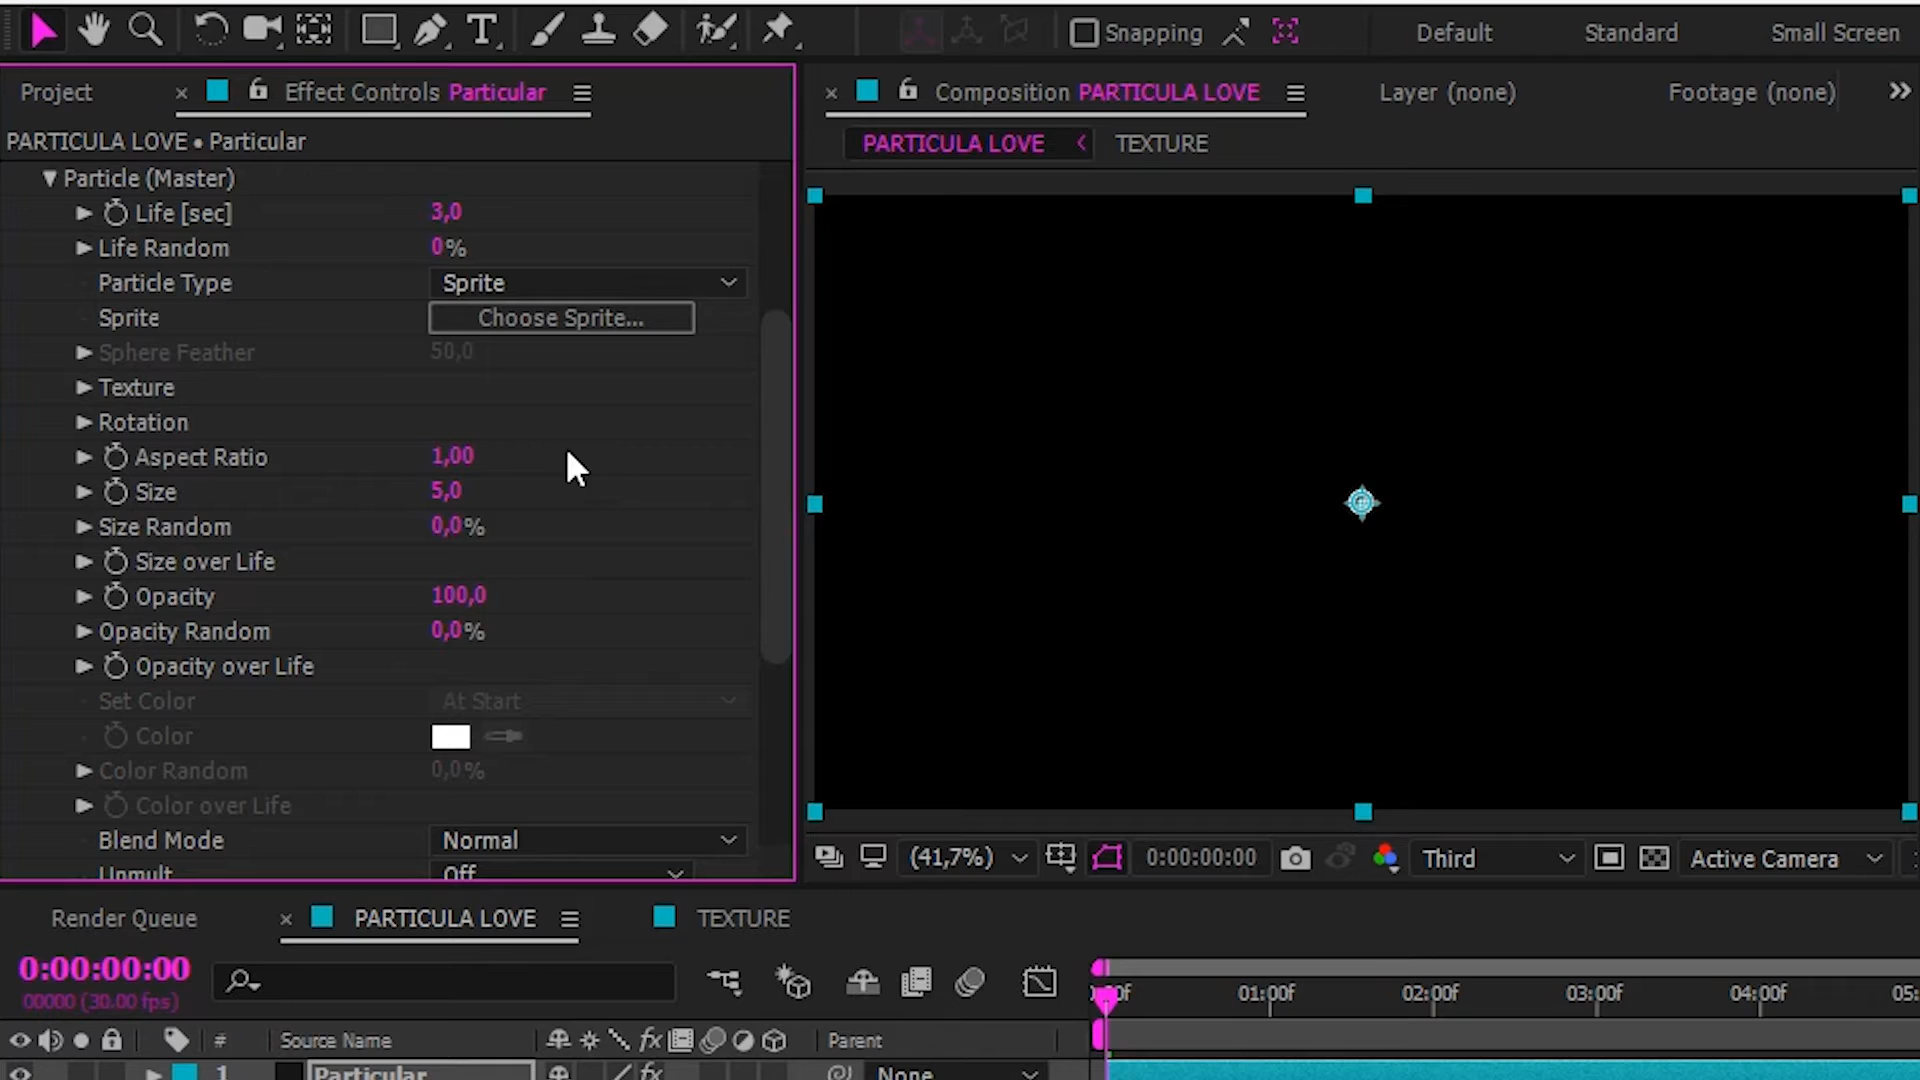 Snapping
Default
Standard
Small Screen
Project
Effect Controls Particular
PARTICULA LOVE • Particular
Particle (Master)
Life [sec] 3,0
Life Random 0%
Particle Type Sprite
Sprite Choose Sprite...
Sphere Feather 50,0
Texture
Rotation
Aspect Ratio 1,00
Size 5,0
Size Random 0,0%
Size over Life
Opacity 100,0
Opacity Random 0,0%
Opacity over Life
Set Color At Start
Color
Color Random 0,0%
Color over Life
Blend Mode Normal
Unmult Off
Composition PARTICULA LOVE
Layer (none)
Footage (none)
PARTICULA LOVE
TEXTURE
(41,7%)
0:00:00:00
Third
Active Camera
Render Queue
PARTICULA LOVE
TEXTURE
0:00:00:00
00000 (30.00 fps)
01:00f
02:00f
03:00f
04:00f
# Source Name
fx
Parent
1 Particular
fx
None